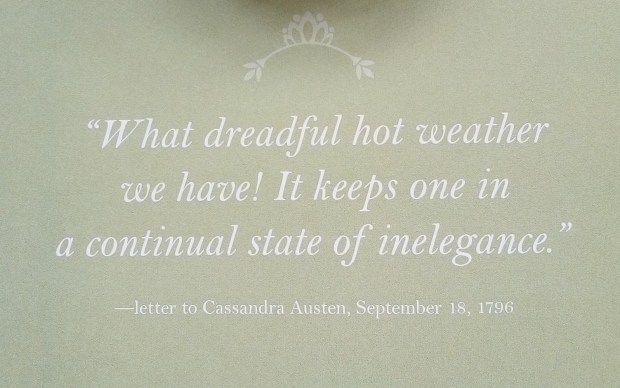 “What dreadful hot weather
we have! It keeps one in
a continual state of inelegance.”
—letter to Cassandra Austen, September 18, 1796